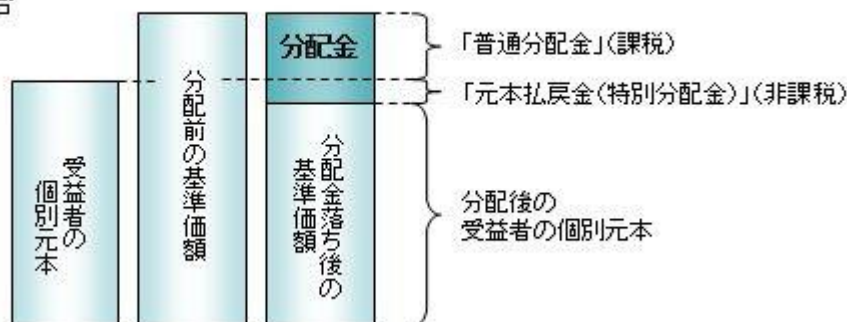 合
受益者の
個別元本
分配前の基準価額
分配金
分配金落ち後の
基準価額
「普通分配金」(課税)
「元本払戻金(特別分配金)」(非課税)
分配後の
受益者の個別元本